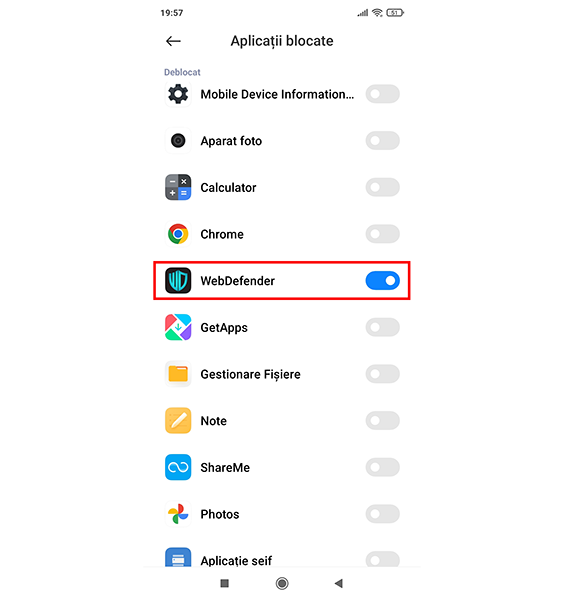 19:57
51
Aplicații blocate
Deblocat
Mobile Device Information...
Aparat foto
Calculator
Chrome
WebDefender
GetApps
Gestionare Fișiere
Note
ShareMe
Photos
Aplicație seif